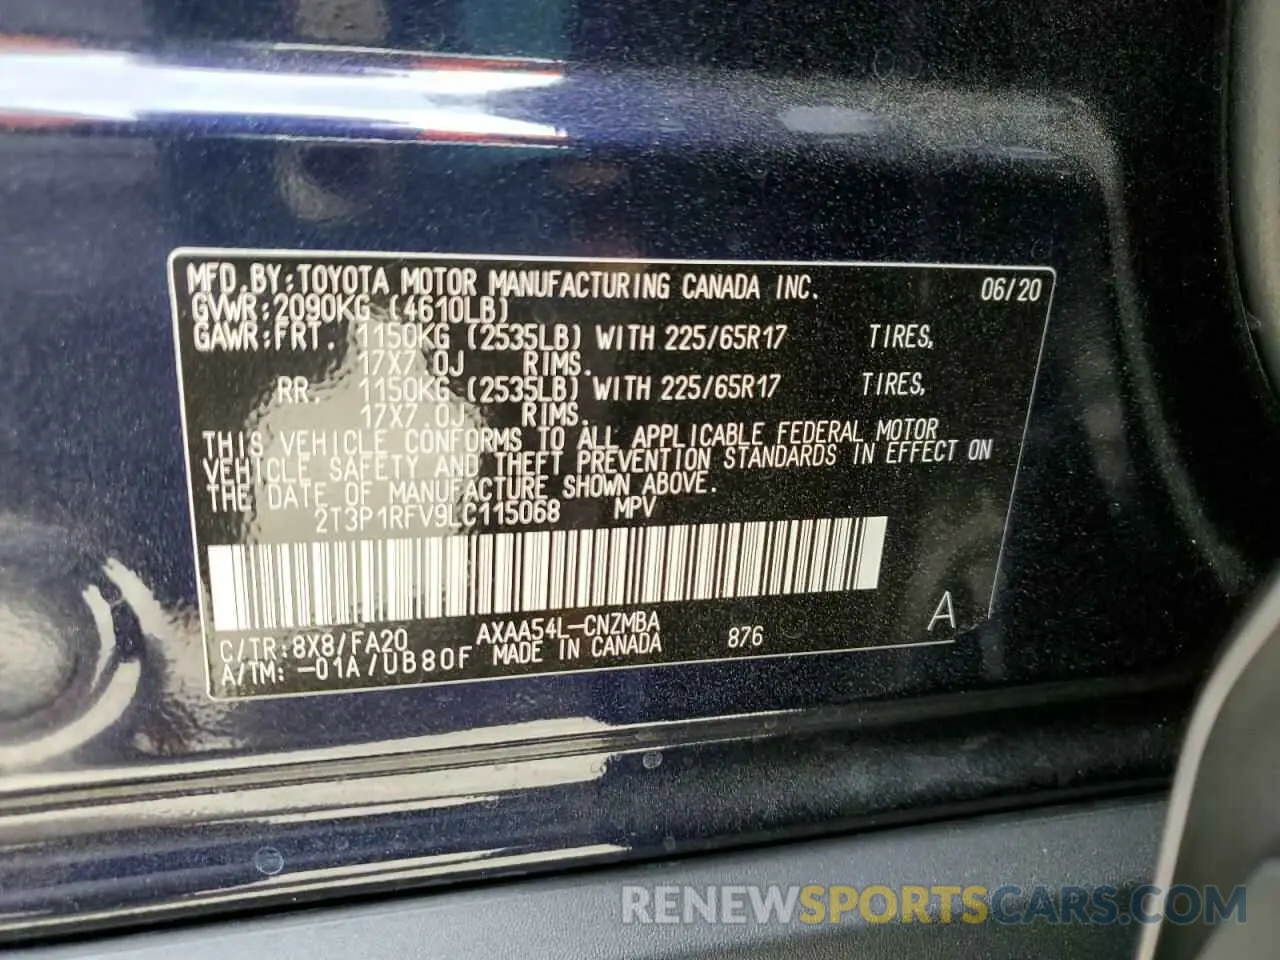 MFD.BY:TOYOTA MOTOR MANUFACTURING CANADA INC. 06/20
GVWR:2090KG (4610LB)
GAWR:FRT. 1150KG (2535LB) WITH 225/65R17 TIRES,
17X7.0J RIMS.
RR. 1150KG (2535LB) WITH 225/65R17 TIRES,
17X7.0J RIMS.
THIS VEHICLE CONFORMS TO ALL APPLICABLE FEDERAL MOTOR
VEHICLE SAFETY AND THEFT PREVENTION STANDARDS IN EFFECT ON
THE DATE OF MANUFACTURE SHOWN ABOVE.
2T3P1RFV9LC115068 MPV
C/TR:8X8/FA20 AXAA54L-CNZMBA 876 A
A/TM: -01A/UB80F MADE IN CANADA
RENEWSPORTSCARS.COM